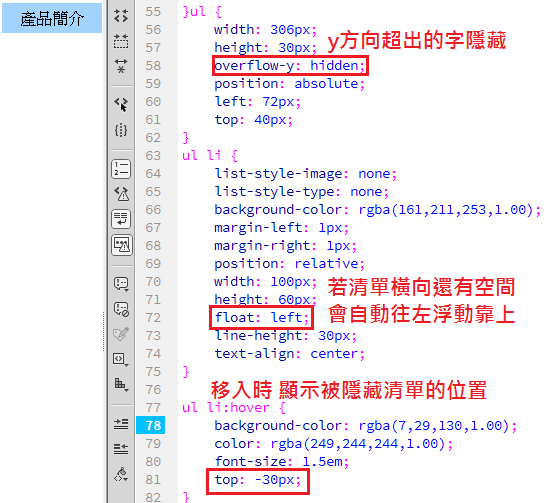 產品簡介
55 }ul {
56 width: 306px;
57 height: 30px;
y方向超出的字隱藏
58 overflow-y: hidden;
59 position: absolute;
60 left: 72px;
61 top: 40px;
62 }
63 ul li {
64 list-style-image: none;
65 list-style-type: none;
66 background-color: rgba(161,211,253,1.00);
67 margin-left: 1px;
68 margin-right: 1px;
69 position: relative;
70 width: 100px;
若清單橫向還有空間
71 height: 60px;
72 float: left;
會自動往左浮動靠上
73 line-height: 30px;
74 text-align: center;
75 }
76
移入時 顯示被隱藏清單的位置
77 ul li:hover {
78 background-color: rgba(7,29,130,1.00);
79 color: rgba(249,244,244,1.00);
80 font-size: 1.5em;
81 top: -30px;
82 }